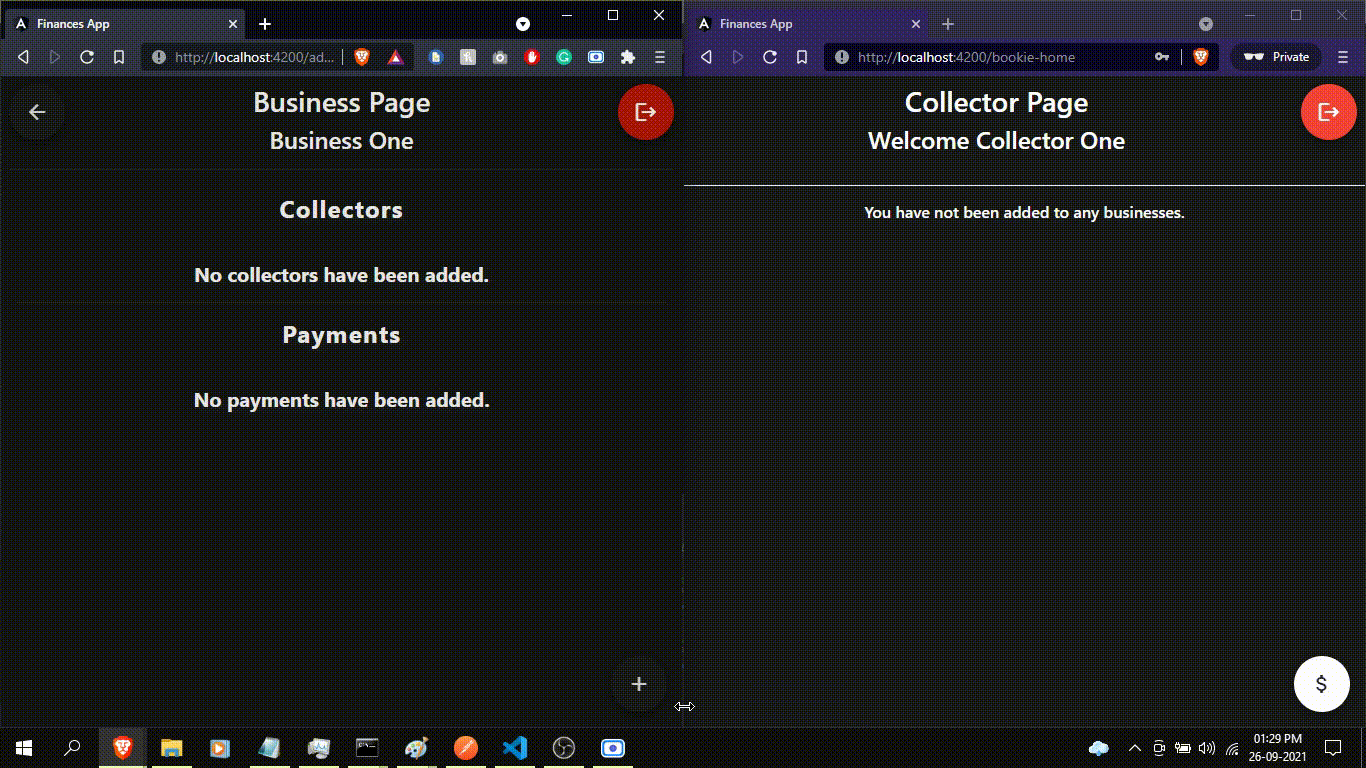 Finances App
http://localhost:4200/ad...
Business Page
Business One
Collectors
No collectors have been added.
Payments
No payments have been added.
+
Finances App
http://localhost:4200/bookie-home
Private
Collector Page
Welcome Collector One
You have not been added to any businesses.
$
01:29 PM
26-09-2021